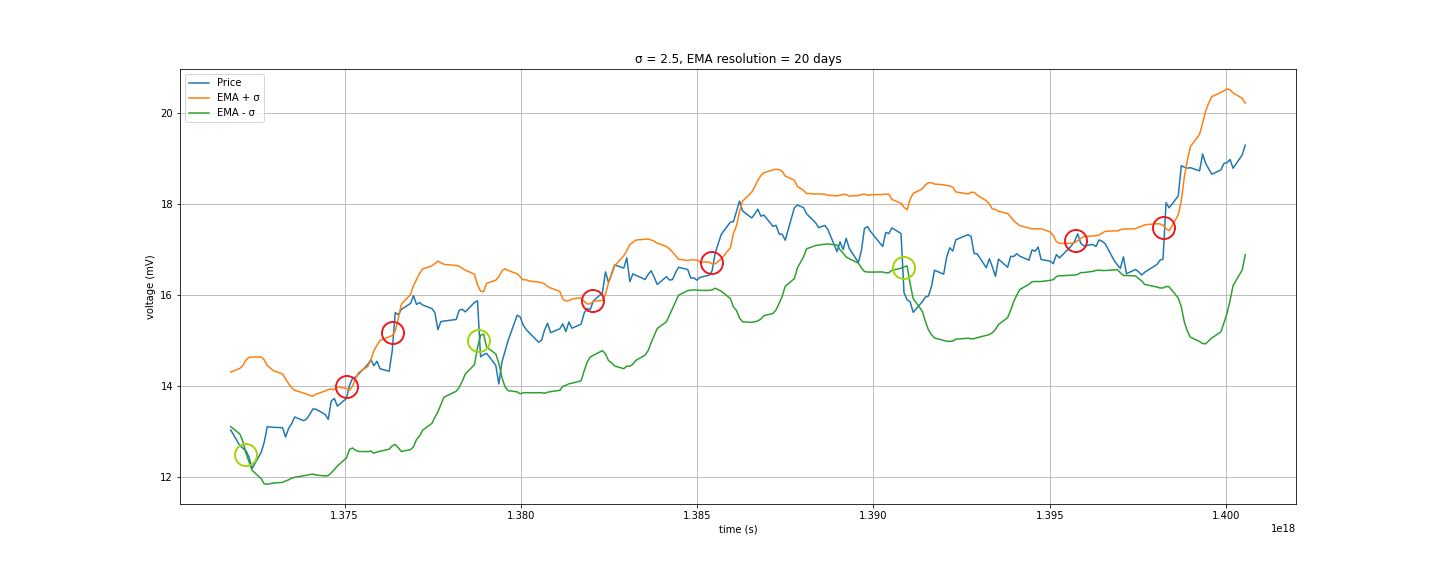 σ = 2.5, EMA resolution = 20 days
Price
EMA + σ
EMA - σ
voltage (mV)
20
18
16
14
12
1.375 1.380 1.385 1.390 1.395 1.400
time (s)
1e18